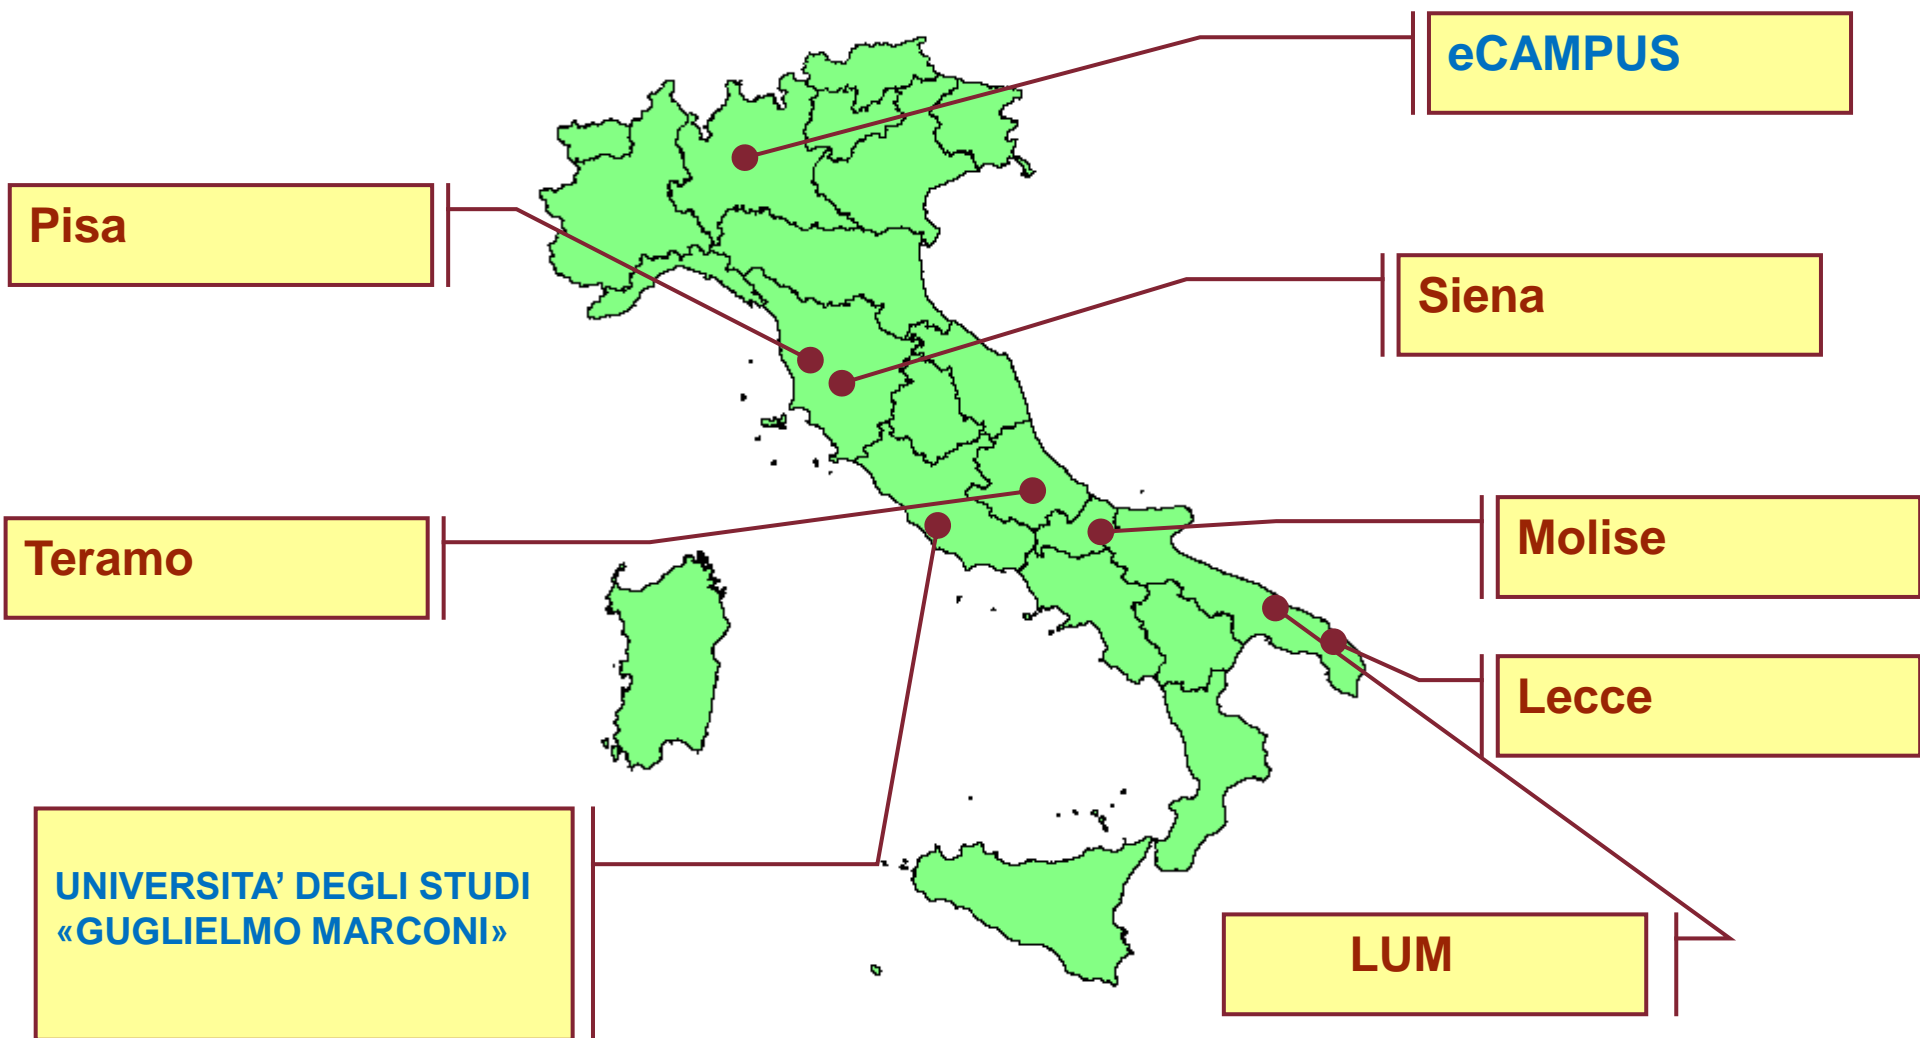 eCAMPUS
Pisa
Siena
Teramo
Molise
Lecce
UNIVERSITA’ DEGLI STUDI
«GUGLIELMO MARCONI»
LUM